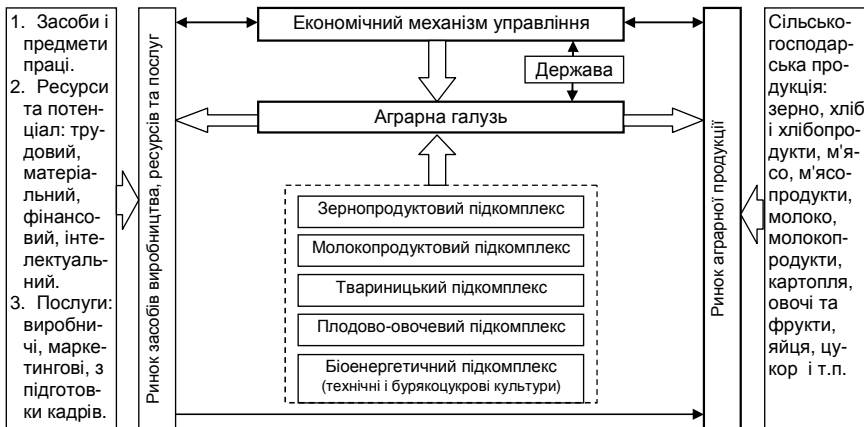 1. Засоби і
предмети
праці.
2. Ресурси
та потен-
ціал: тру-
довий,
матеріа-
льний,
фінансо-
вий, інте-
лектуаль-
ний.
3. Послуги:
виробни-
чі, марке-
тингові, з
підготов-
ки кадрів.
Ринок засобів виробництва, ресурсів та послуг
Економічний механізм управління
Держава
Аграрна галузь
Зернопродуктовий підкомплекс
Молокопродуктовий підкомплекс
Твариницький підкомплекс
Плодово-овочевий підкомплекс
Біоенергетичний підкомплекс
(технічні і бурякоцукрові культури)
Ринок аграрної продукції
Сілько-
господар-
ська про-
дукція:
зерно, хліб
і хлібопро-
дукти, м'я-
со, м'ясо-
продукти,
молоко,
молокоп-
родукти,
картопля,
овочі та
фрукти,
яйця, цу-
кор і т.п.